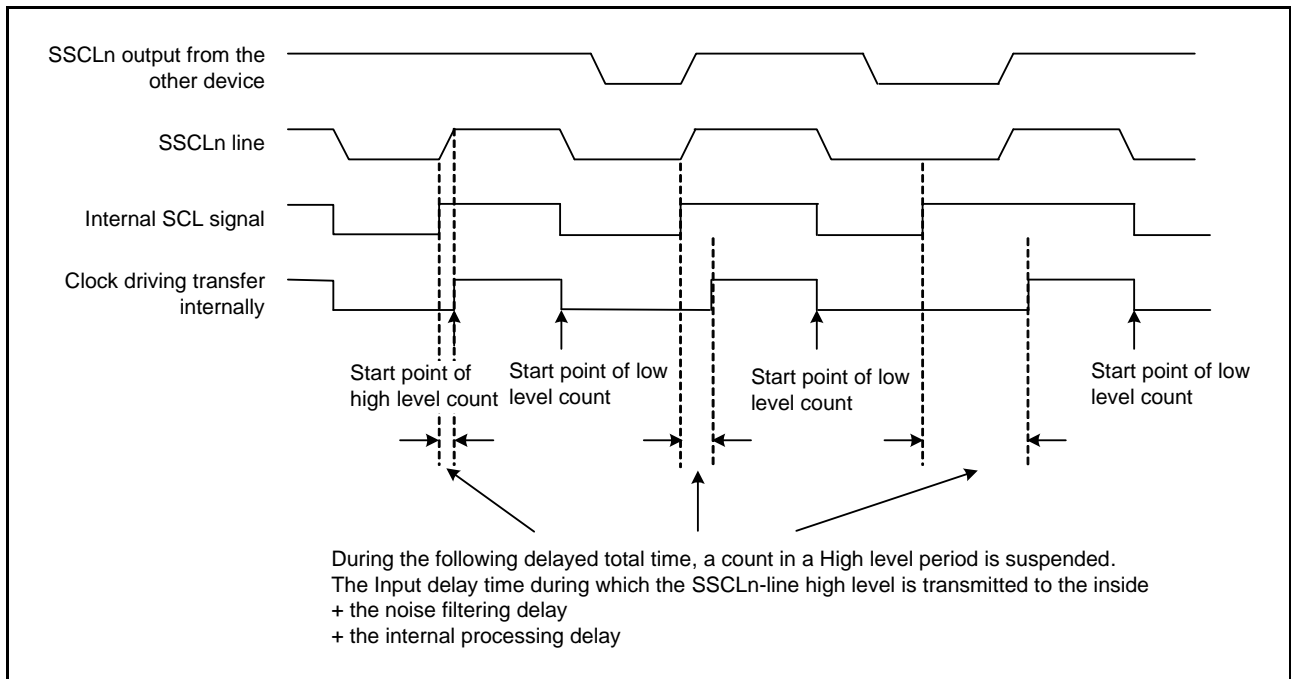 SSCLn output from the
other device
SSCLn line
Internal SCL signal
Clock driving transfer
internally
Start point of
high level count
Start point of low
level count
Start point of low
level count
Start point of low
level count
During the following delayed total time, a count in a High level period is suspended.
The Input delay time during which the SSCLn-line high level is transmitted to the inside
+ the noise filtering delay
+ the internal processing delay